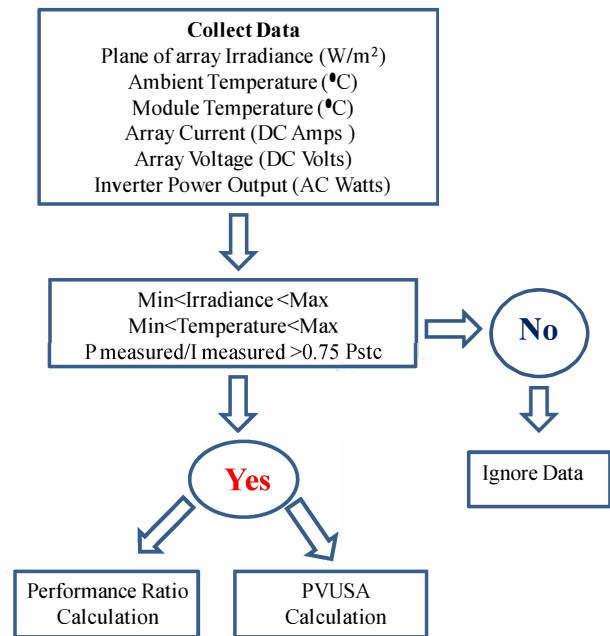 Collect Data
Plane of array Irradiance (W/m²)
Ambient Temperature (⁰C)
Module Temperature (⁰C)
Array Current (DC Amps )
Array Voltage (DC Volts)
Inverter Power Output (AC Watts)
Min<Irradiance <Max
Min<Temperature<Max
P measured/I measured >0.75 Pstc
No
Yes
Ignore Data
Performance Ratio
Calculation
PVUSA
Calculation